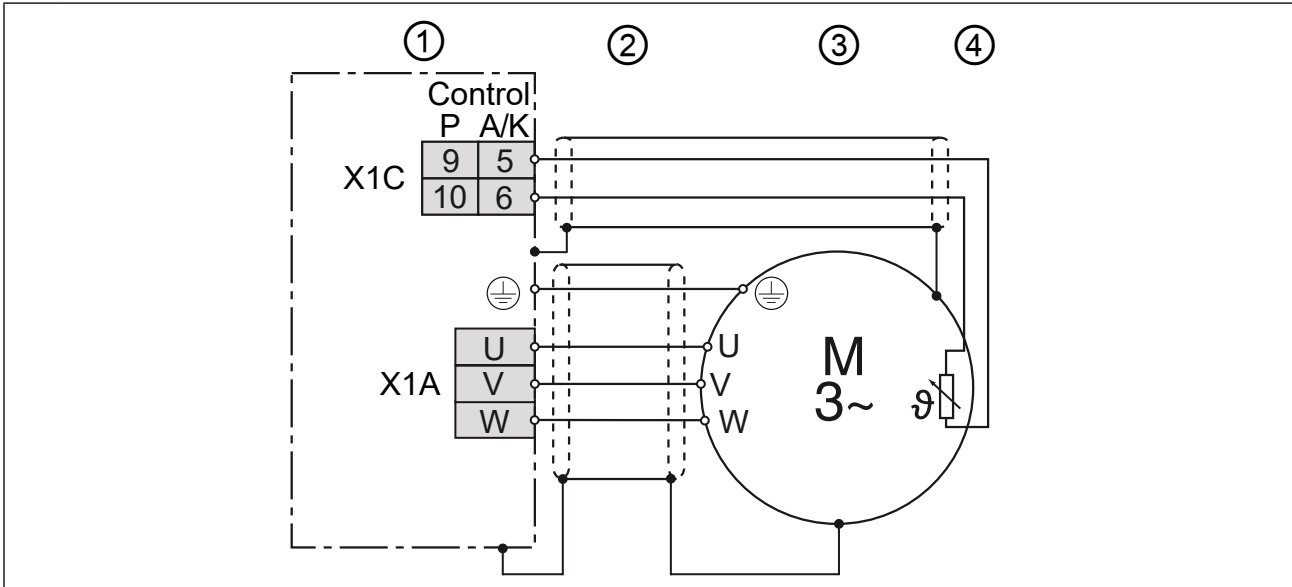 ① ② ③ ④
Control
P A/K
X1C
9 5
10 6
X1A
U
V
W
U
V
W
M
3~
ϑ